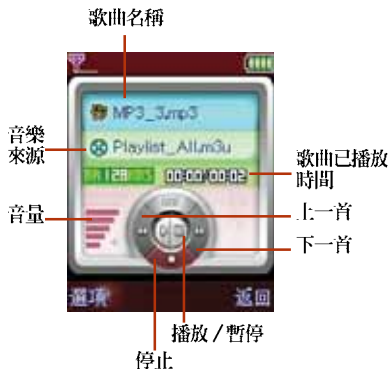 歌曲名稱
MP3_3.mp3
音樂
來源
Playlist_All.m3u
128
00:00/00:02
歌曲已播放
時間
音量
上一首
下一首
選項
返回
播放/暫停
停止